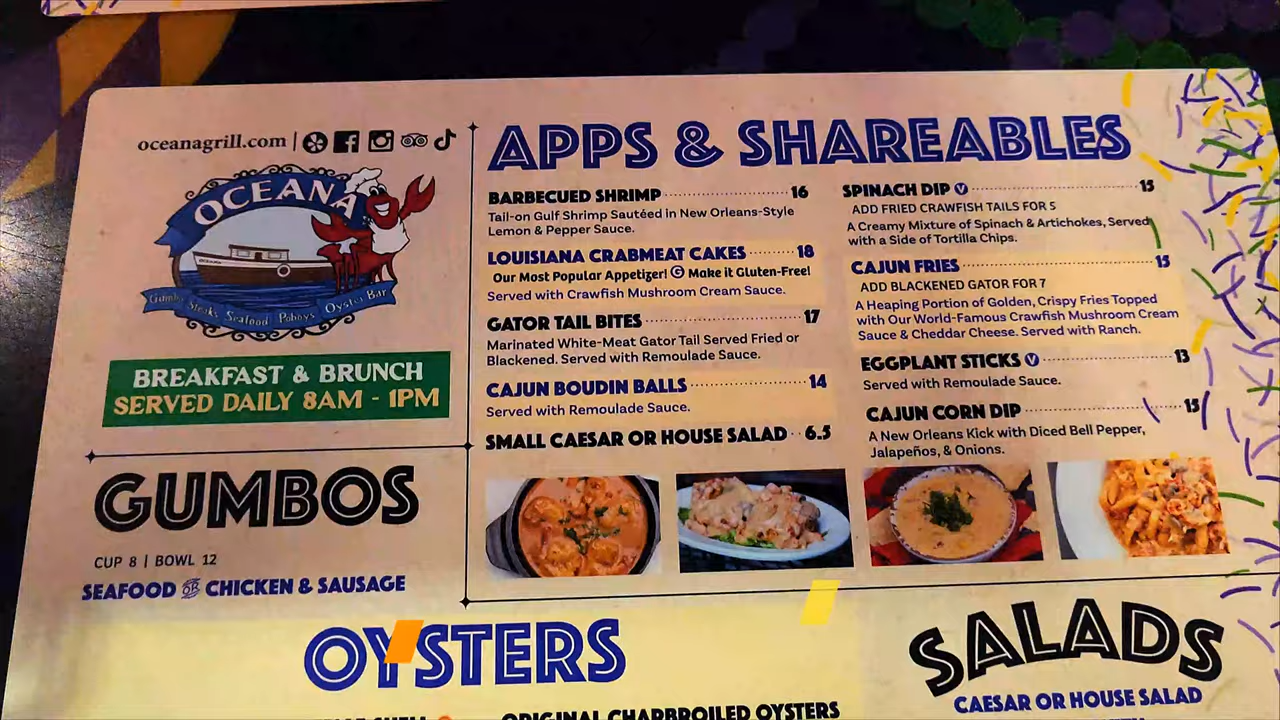 oceanagrill.com |
OCEANA
Gumbo Steaks Seafood Poboys Oyster Bar
BREAKFAST & BRUNCH
SERVED DAILY 8AM - 1PM
GUMBOS
CUP 8 | BOWL 12
SEAFOOD OR CHICKEN & SAUSAGE
APPS & SHAREABLES
BARBECUED SHRIMP 16
Tail-on Gulf Shrimp Sautéed in New Orleans-Style
Lemon & Pepper Sauce.
LOUISIANA CRABMEAT CAKES 18
Our Most Popular Appetizer! G Make it Gluten-Free!
Served with Crawfish Mushroom Cream Sauce.
GATOR TAIL BITES 17
Marinated White-Meat Gator Tail Served Fried or
Blackened. Served with Remoulade Sauce.
CAJUN BOUDIN BALLS 14
Served with Remoulade Sauce.
SMALL CAESAR OR HOUSE SALAD 6.5
SPINACH DIP V 15
ADD FRIED CRAWFISH TAILS FOR 5
A Creamy Mixture of Spinach & Artichokes, Served
with a Side of Tortilla Chips.
CAJUN FRIES 15
ADD BLACKENED GATOR FOR 7
A Heaping Portion of Golden, Crispy Fries Topped
with Our World-Famous Crawfish Mushroom Cream
Sauce & Cheddar Cheese. Served with Ranch.
EGGPLANT STICKS V 13
Served with Remoulade Sauce.
CAJUN CORN DIP 15
A New Orleans Kick with Diced Bell Pepper,
Jalapeños, & Onions.
OYSTERS
ORIGINAL CHARBROILED OYSTERS
SALADS
CAESAR OR HOUSE SALAD